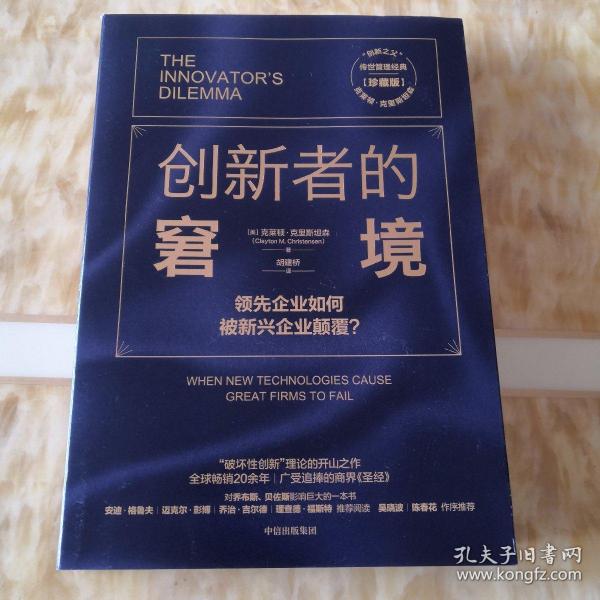 THE
INNOVATOR'S
DILEMMA
“创新之父”
传世管理经典
【珍藏版】
克莱顿·克里斯坦森
创新者的
窘境
[美] 克莱顿·克里斯坦森
(Clayton M. Christensen)
著
胡建桥
译
领先企业如何
被新兴企业颠覆?
WHEN NEW TECHNOLOGIES CAUSE
GREAT FIRMS TO FAIL
“破坏性创新”理论的开山之作
全球畅销20余年|广受追捧的商界《圣经》
对乔布斯、贝佐斯影响巨大的一本书
安迪·格鲁夫|迈克尔·彭博|乔治·吉尔德|理查德·福斯特 推荐阅读 吴晓波|陈春花 作序推荐
中信出版集团
孔夫子旧书网
www.kongfz.com